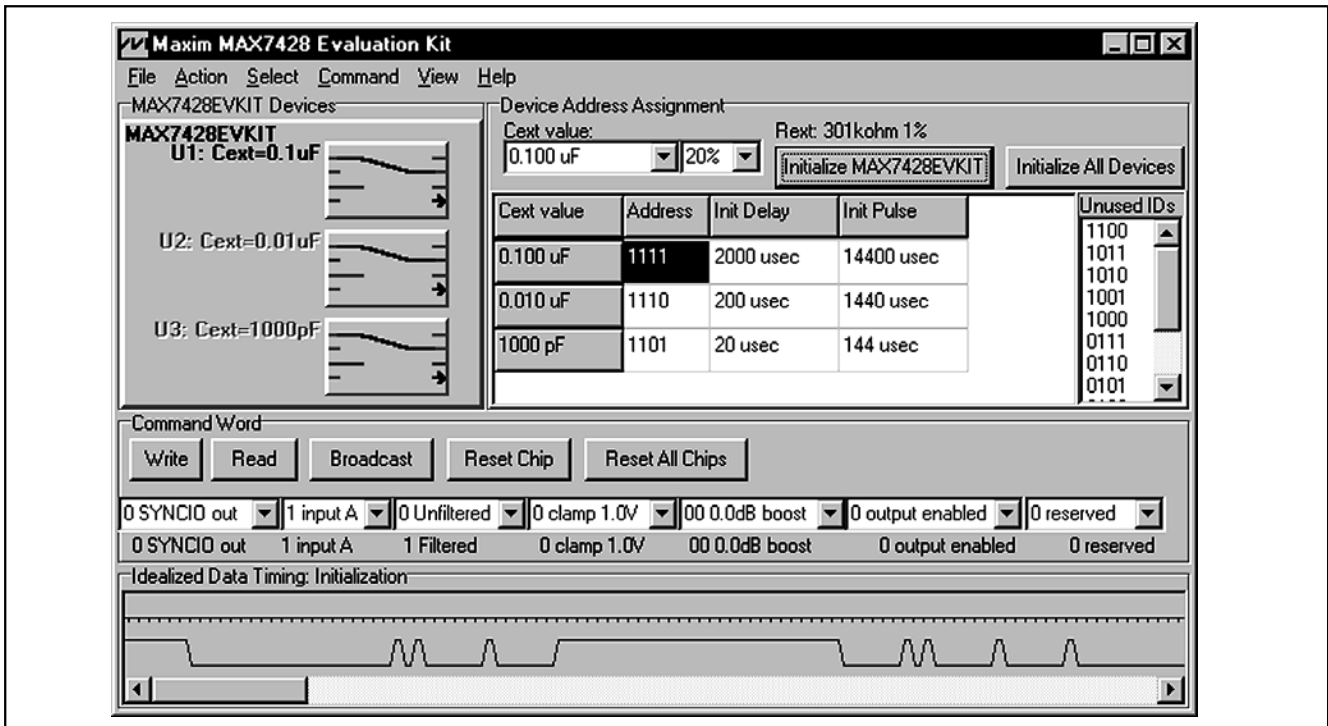 Maxim MAX7428 Evaluation Kit
File Action Select Command View Help
MAX7428EVKIT Devices
MAX7428EVKIT
U1: Cext=0.1uF
U2: Cext=0.01uF
U3: Cext=1000pF
Device Address Assignment
Cext value:
Rext: 301kohm 1%
0.100 uF 20% Initialize MAX7428EVKIT Initialize All Devices
Cext value Address Init Delay Init Pulse
0.100 uF 1111 2000 usec 14400 usec
0.010 uF 1110 200 usec 1440 usec
1000 pF 1101 20 usec 144 usec
Unused IDs
1100
1011
1010
1001
1000
0111
0110
0101
Command Word
Write Read Broadcast Reset Chip Reset All Chips
0 SYNCIO out 1 input A 0 Unfiltered 0 clamp 1.0V 00 0.0dB boost 0 output enabled 0 reserved
0 SYNCIO out 1 input A 1 Filtered 0 clamp 1.0V 00 0.0dB boost 0 output enabled 0 reserved
Idealized Data Timing: Initialization